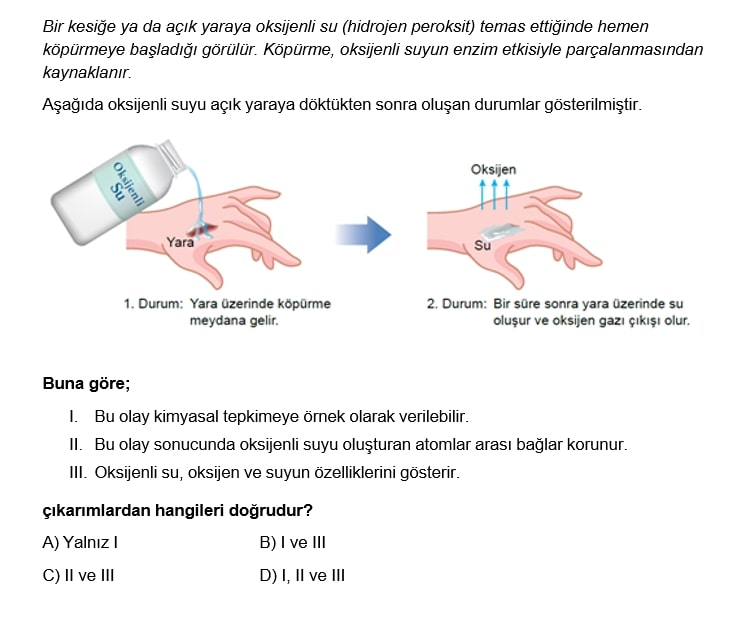 Bir kesiğe ya da açık yaraya oksijenli su (hidrojen peroksit) temas ettiğinde hemen
köpürmeye başladığı görülür. Köpürme, oksijenli suyun enzim etkisiyle parçalanmasından
kaynaklanır.
Aşağıda oksijenli suyu açık yaraya döktükten sonra oluşan durumlar gösterilmiştir.
Oksijenli
Su
Yara
Oksijen
Su
1. Durum: Yara üzerinde köpürme
meydana gelir.
2. Durum: Bir süre sonra yara üzerinde su
oluşur ve oksijen gazı çıkışı olur.
Buna göre;
I. Bu olay kimyasal tepkimeye örnek olarak verilebilir.
II. Bu olay sonucunda oksijenli suyu oluşturan atomlar arası bağlar korunur.
III. Oksijenli su, oksijen ve suyun özelliklerini gösterir.
çıkarımlardan hangileri doğrudur?
A) Yalnız I
B) I ve III
C) II ve III
D) I, II ve III